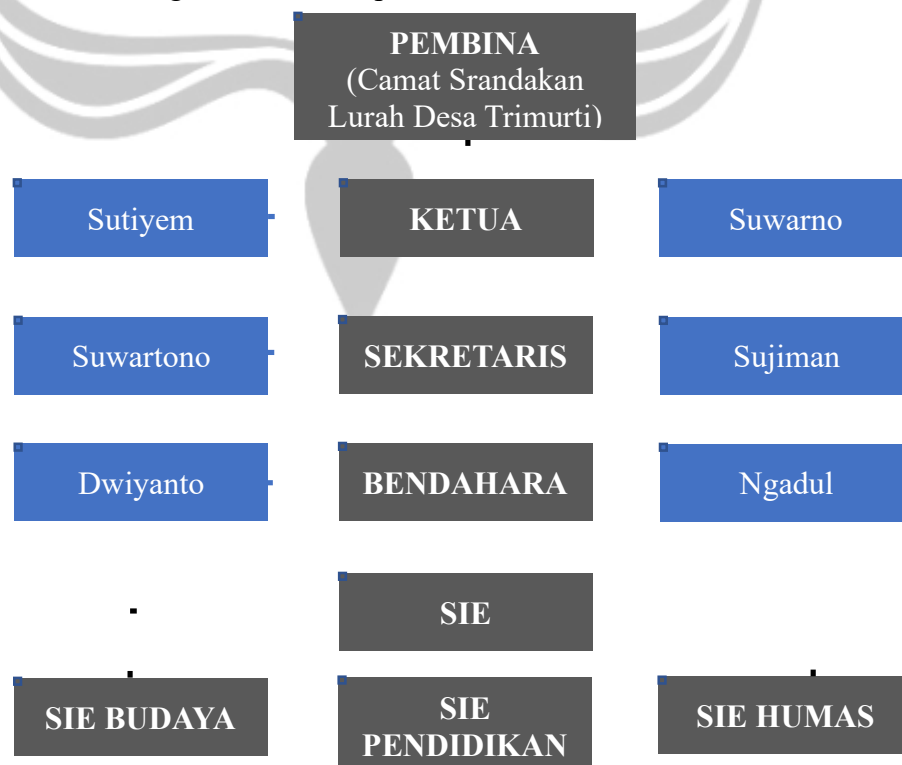 PEMBINA
(Camat Srandakan
Lurah Desa Trimurti)
Sutiyem
KETUA
Suwarno
Suwartono
SEKRETARIS
Sujiman
Dwiyanto
BENDAHARA
Ngadul
SIE
SIE BUDAYA
SIE
PENDIDIKAN
SIE HUMAS